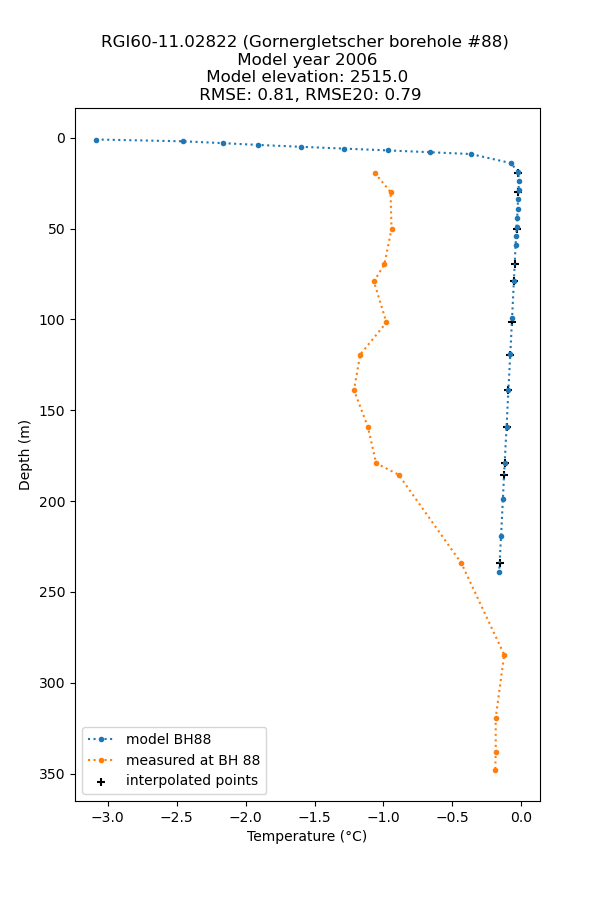 RGI60-11.02822 (Gornergletscher borehole #88)
Model year 2006
Model elevation: 2515.0
RMSE: 0.81, RMSE20: 0.79
0
50
100
150
200
250
300
350
Depth (m)
model BH88
measured at BH 88
interpolated points
−3.0 −2.5 −2.0 −1.5 −1.0 −0.5 0.0
Temperature (°C)